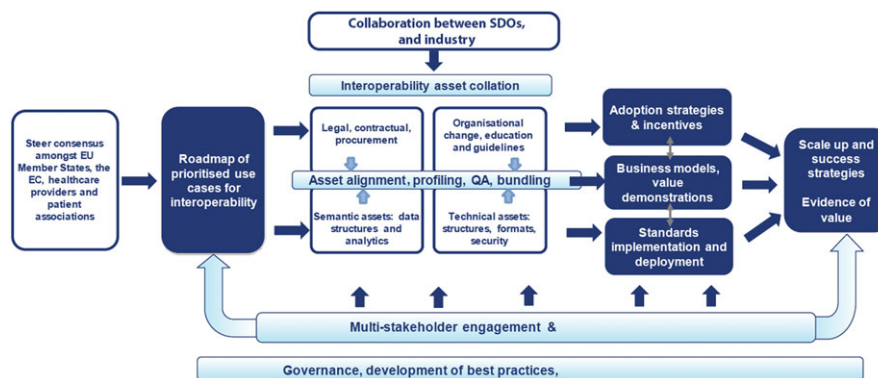 Collaboration between SDOs,
and industry
Interoperability asset collation
Steer consensus
amongst EU
Member States, the
EC, healthcare
providers and
patient
associations
Roadmap of
prioritised use
cases for
interoperability
Legal, contractual,
procurement
Organisational
change, education
and guidelines
Asset alignment, profiling, QA, bundling
Semantic assets: data
structures and
analytics
Technical assets:
structures, formats,
security
Adoption strategies
& incentives
Business models,
value
demonstrations
Standards
implementation and
deployment
Scale up and
success
strategies
Evidence of
value
Multi-stakeholder engagement &
Governance, development of best practices,